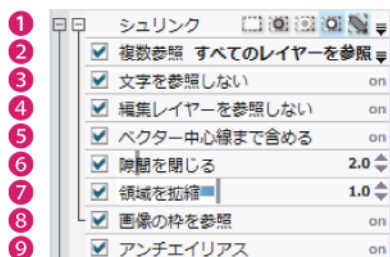 1 シュリンク
2 複数参照 すべてのレイヤーを参照
3 文字を参照しない on
4 編集レイヤーを参照しない on
5 ベクター中心線まで含める on
6 隙間を閉じる 2.0
7 領域を拡縮 1.0
8 画像の枠を参照 on
9 アンチエイリアス on